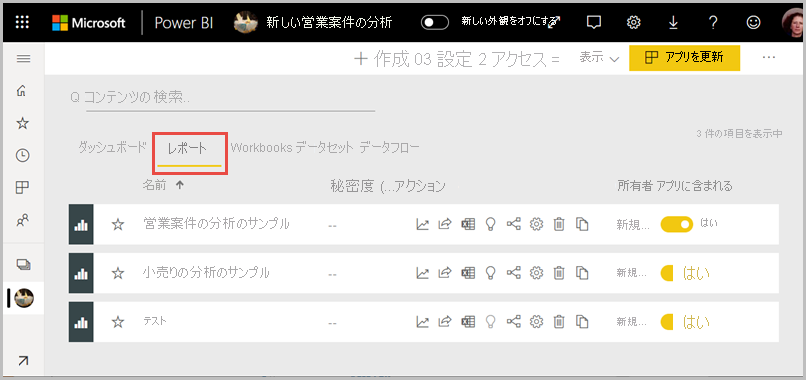 Microsoft Power BI 新しい営業案件の分析 新しい外観をオフにする
+ 作成 03 設定 2 アクセス = 表示 アプリを更新 ...
Q コンテンツの検索..
3 件の項目を表示中
ダッシュボード レポート Workbooks データセット データフロー
名前 秘密度 (...アクション 所有者 アプリに含まれる
営業案件の分析のサンプル -- 新規... はい
小売りの分析のサンプル -- 新規... はい
テスト -- 新規... はい